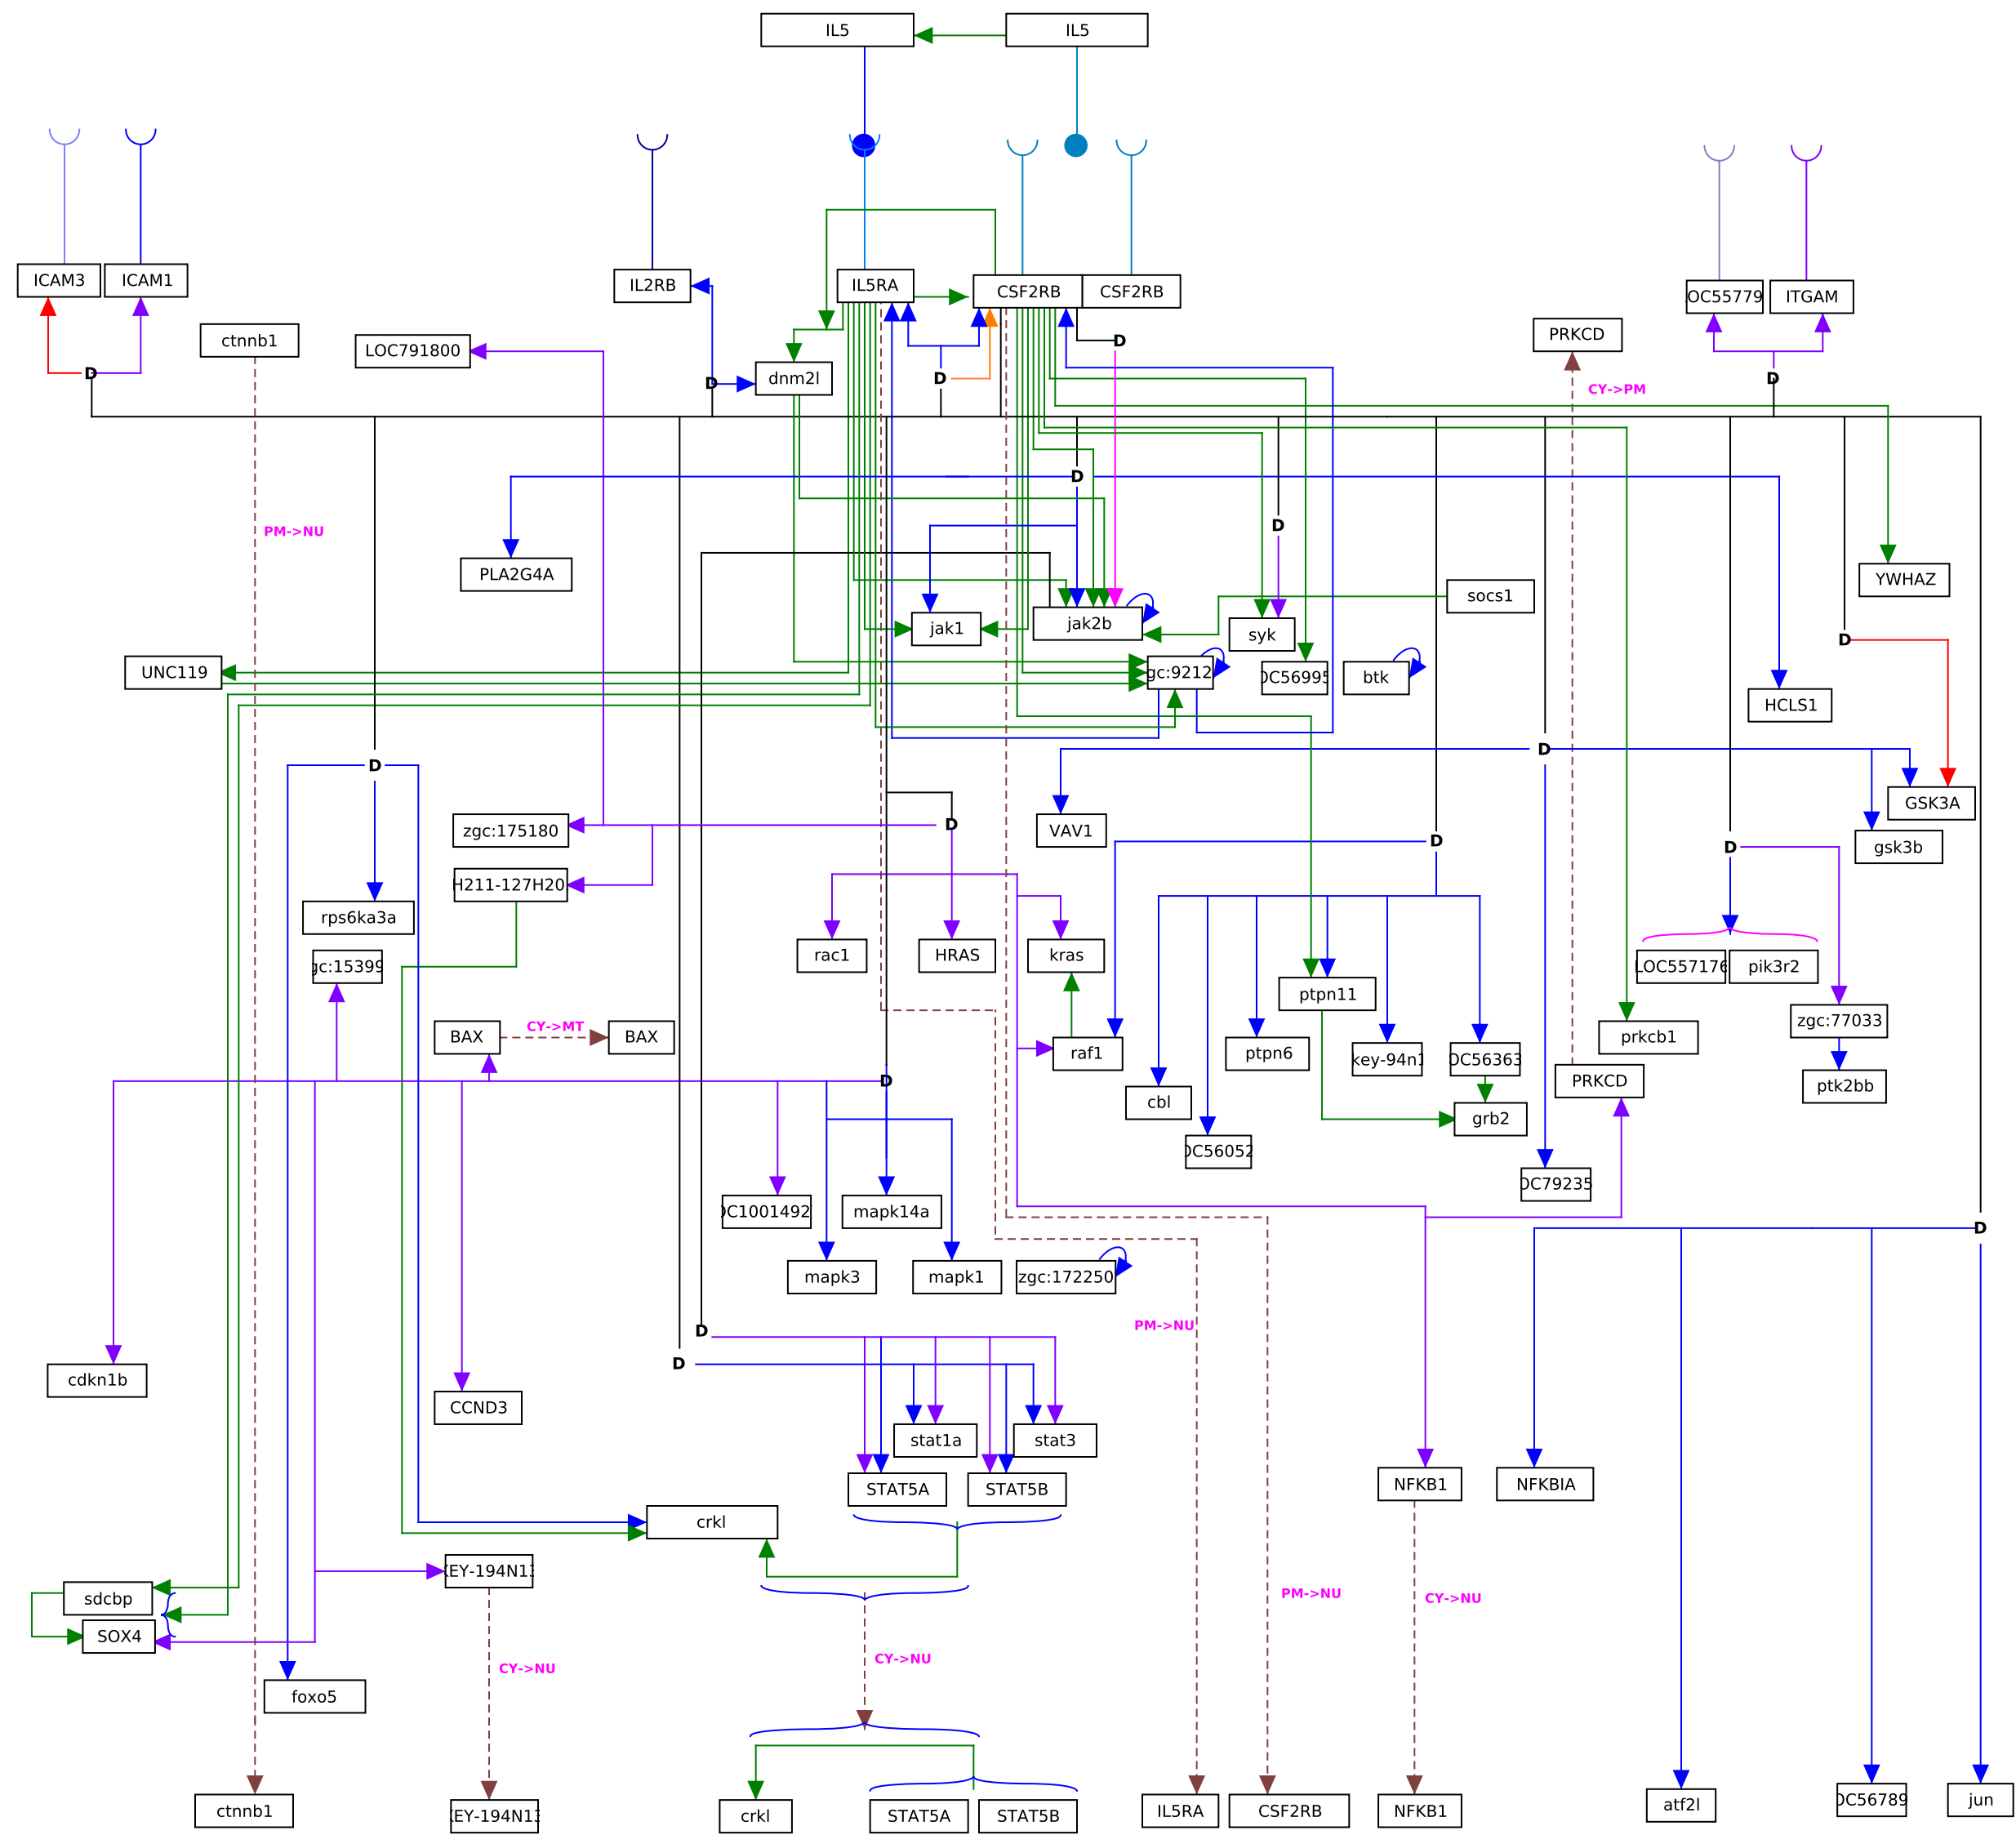 IL5
IL5
ICAM3
ICAM1
IL2RB
IL5RA
CSF2RB
CSF2RB
OC55779
ITGAM
ctnnb1
LOC791800
PRKCD
D
D
dnm2l
D
D
D
CY->PM
D
PM->NU
PLA2G4A
D
YWHAZ
socs1
jak1
jak2b
syk
D
UNC119
gc:9212
OC56995
btk
HCLS1
D
D
D
GSK3A
zgc:175180
D
VAV1
D
D
gsk3b
H211-127H20
rps6ka3a
gc:15399
rac1
HRAS
kras
LOC557176
pik3r2
ptpn11
zgc:77033
BAX
CY->MT
BAX
raf1
ptpn6
key-94n1
OC56363
prkcb1
D
PRKCD
ptk2bb
cbl
grb2
OC56052
OC79235
OC1001492
mapk14a
D
mapk3
mapk1
zgc:172250
D
PM->NU
D
cdkn1b
CCND3
stat1a
stat3
STAT5A
STAT5B
NFKB1
NFKBIA
crkl
KEY-194N13
sdcbp
PM->NU
CY->NU
SOX4
CY->NU
CY->NU
foxo5
ctnnb1
KEY-194N13
crkl
STAT5A
STAT5B
IL5RA
CSF2RB
NFKB1
atf2l
OC56789
jun